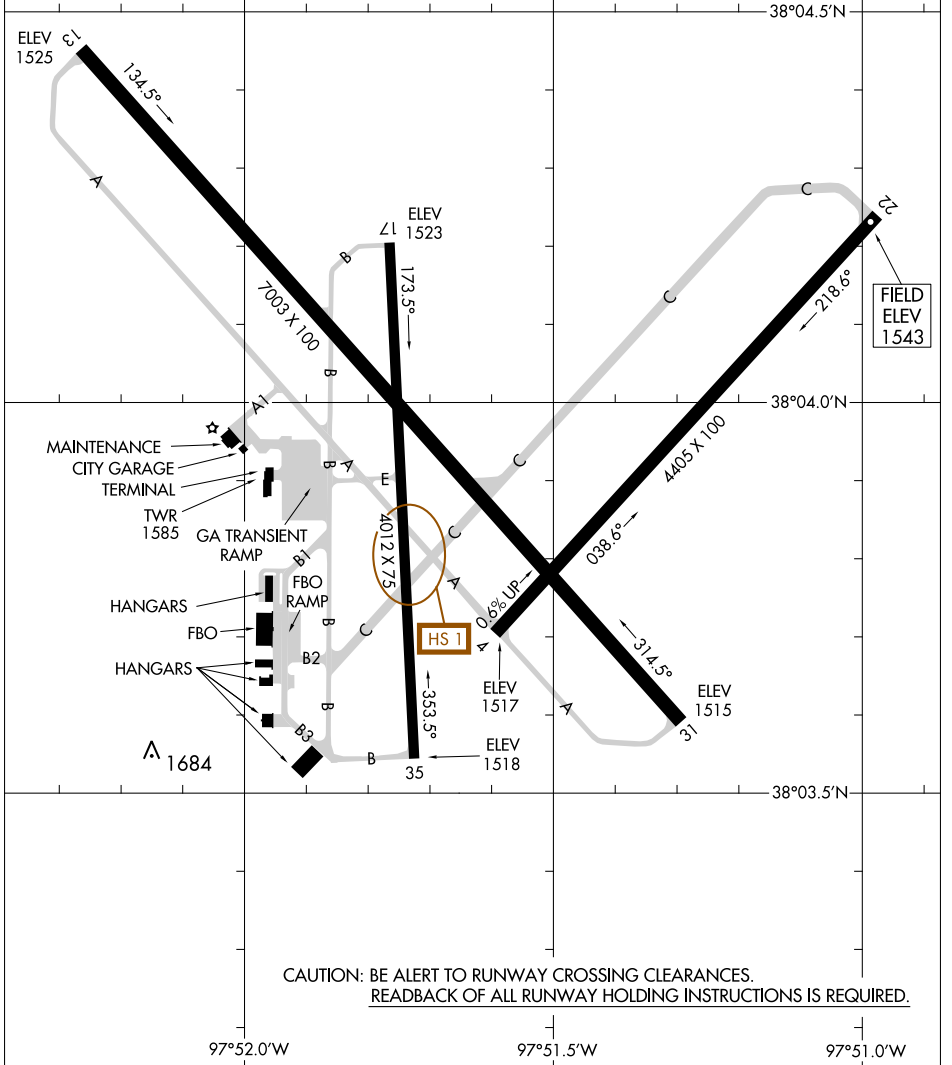 38°04.5'N
ELEV
1525
13
134.5°
A
C
22
ELEV
1523
17
B
173.5°
218.6°
C
FIELD
ELEV
1543
7003 X 100
B
A1
38°04.0'N
MAINTENANCE
CITY GARAGE
TERMINAL
TWR
1585
GA TRANSIENT
RAMP
B
A
E
C
4405 X 100
4012 X 75
C
038.6°
B1
HANGARS
FBO
RAMP
A
0.6% UP
FBO
B
C
HS 1
4
314.5°
HANGARS
B2
ELEV
1517
353.5°
ELEV
1515
B
A
31
B3
ELEV
1518
B
35
1684
38°03.5'N
CAUTION: BE ALERT TO RUNWAY CROSSING CLEARANCES.
READBACK OF ALL RUNWAY HOLDING INSTRUCTIONS IS REQUIRED.
97°52.0'W
97°51.5'W
97°51.0'W